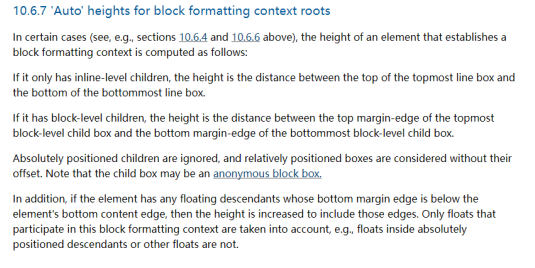 10.6.7 'Auto' heights for block formatting context roots
In certain cases (see, e.g., sections 10.6.4 and 10.6.6 above), the height of an element that establishes a
block formatting context is computed as follows:
If it only has inline-level children, the height is the distance between the top of the topmost line box and
the bottom of the bottommost line box.
If it has block-level children, the height is the distance between the top margin-edge of the topmost
block-level child box and the bottom margin-edge of the bottommost block-level child box.
Absolutely positioned children are ignored, and relatively positioned boxes are considered without their
offset. Note that the child box may be an anonymous block box.
In addition, if the element has any floating descendants whose bottom margin edge is below the
element's bottom content edge, then the height is increased to include those edges. Only floats that
participate in this block formatting context are taken into account, e.g., floats inside absolutely
positioned descendants or other floats are not.